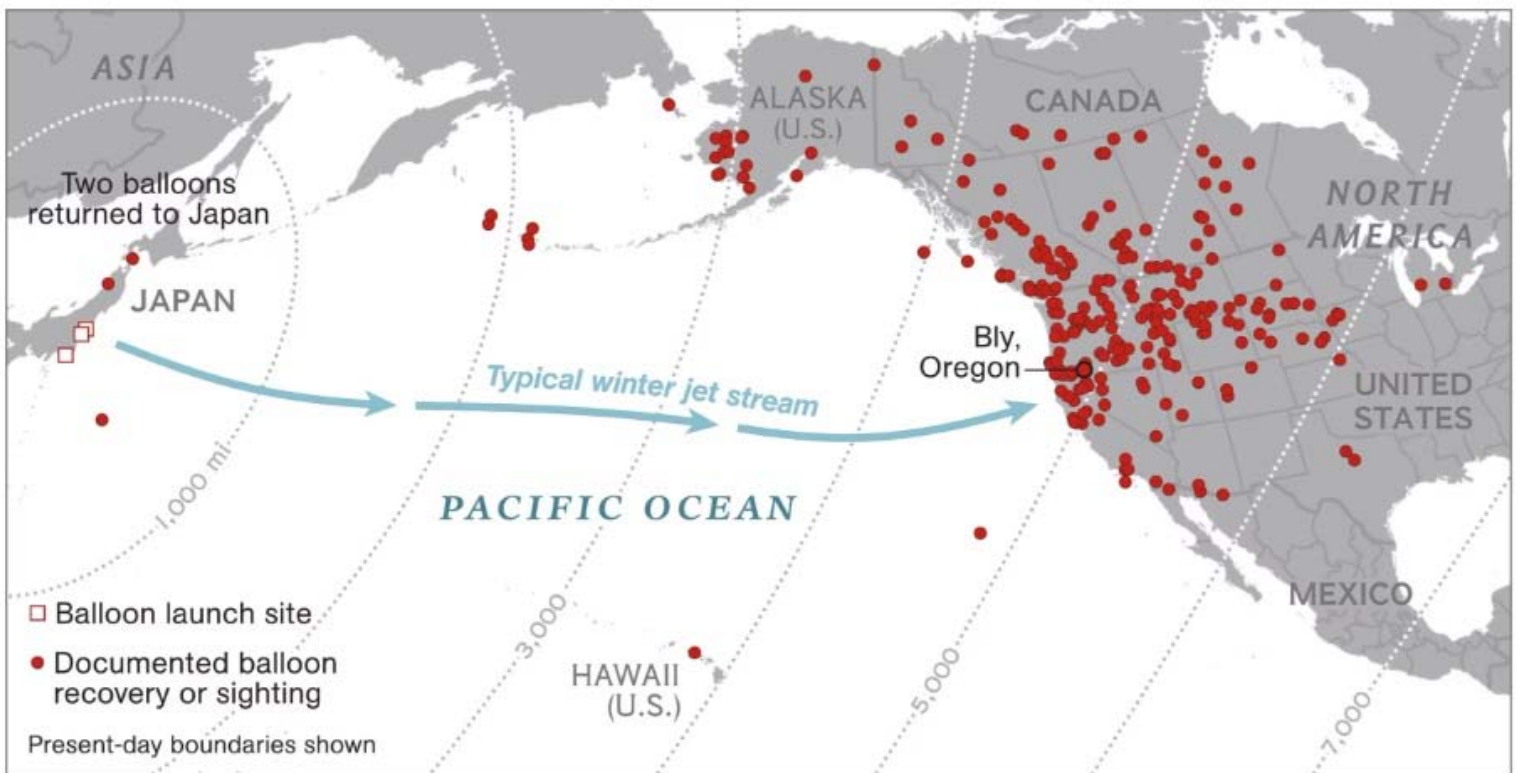 ASIA
ALASKA
(U.S.)
CANADA
Two balloons
returned to Japan
NORTH
AMERICA
JAPAN
Bly,
Oregon
Typical winter jet stream
UNITED
STATES
1,000 mi
PACIFIC OCEAN
MEXICO
Balloon launch site
Documented balloon
recovery or sighting
Present-day boundaries shown
3,000
HAWAII
(U.S.)
5,000
7,000